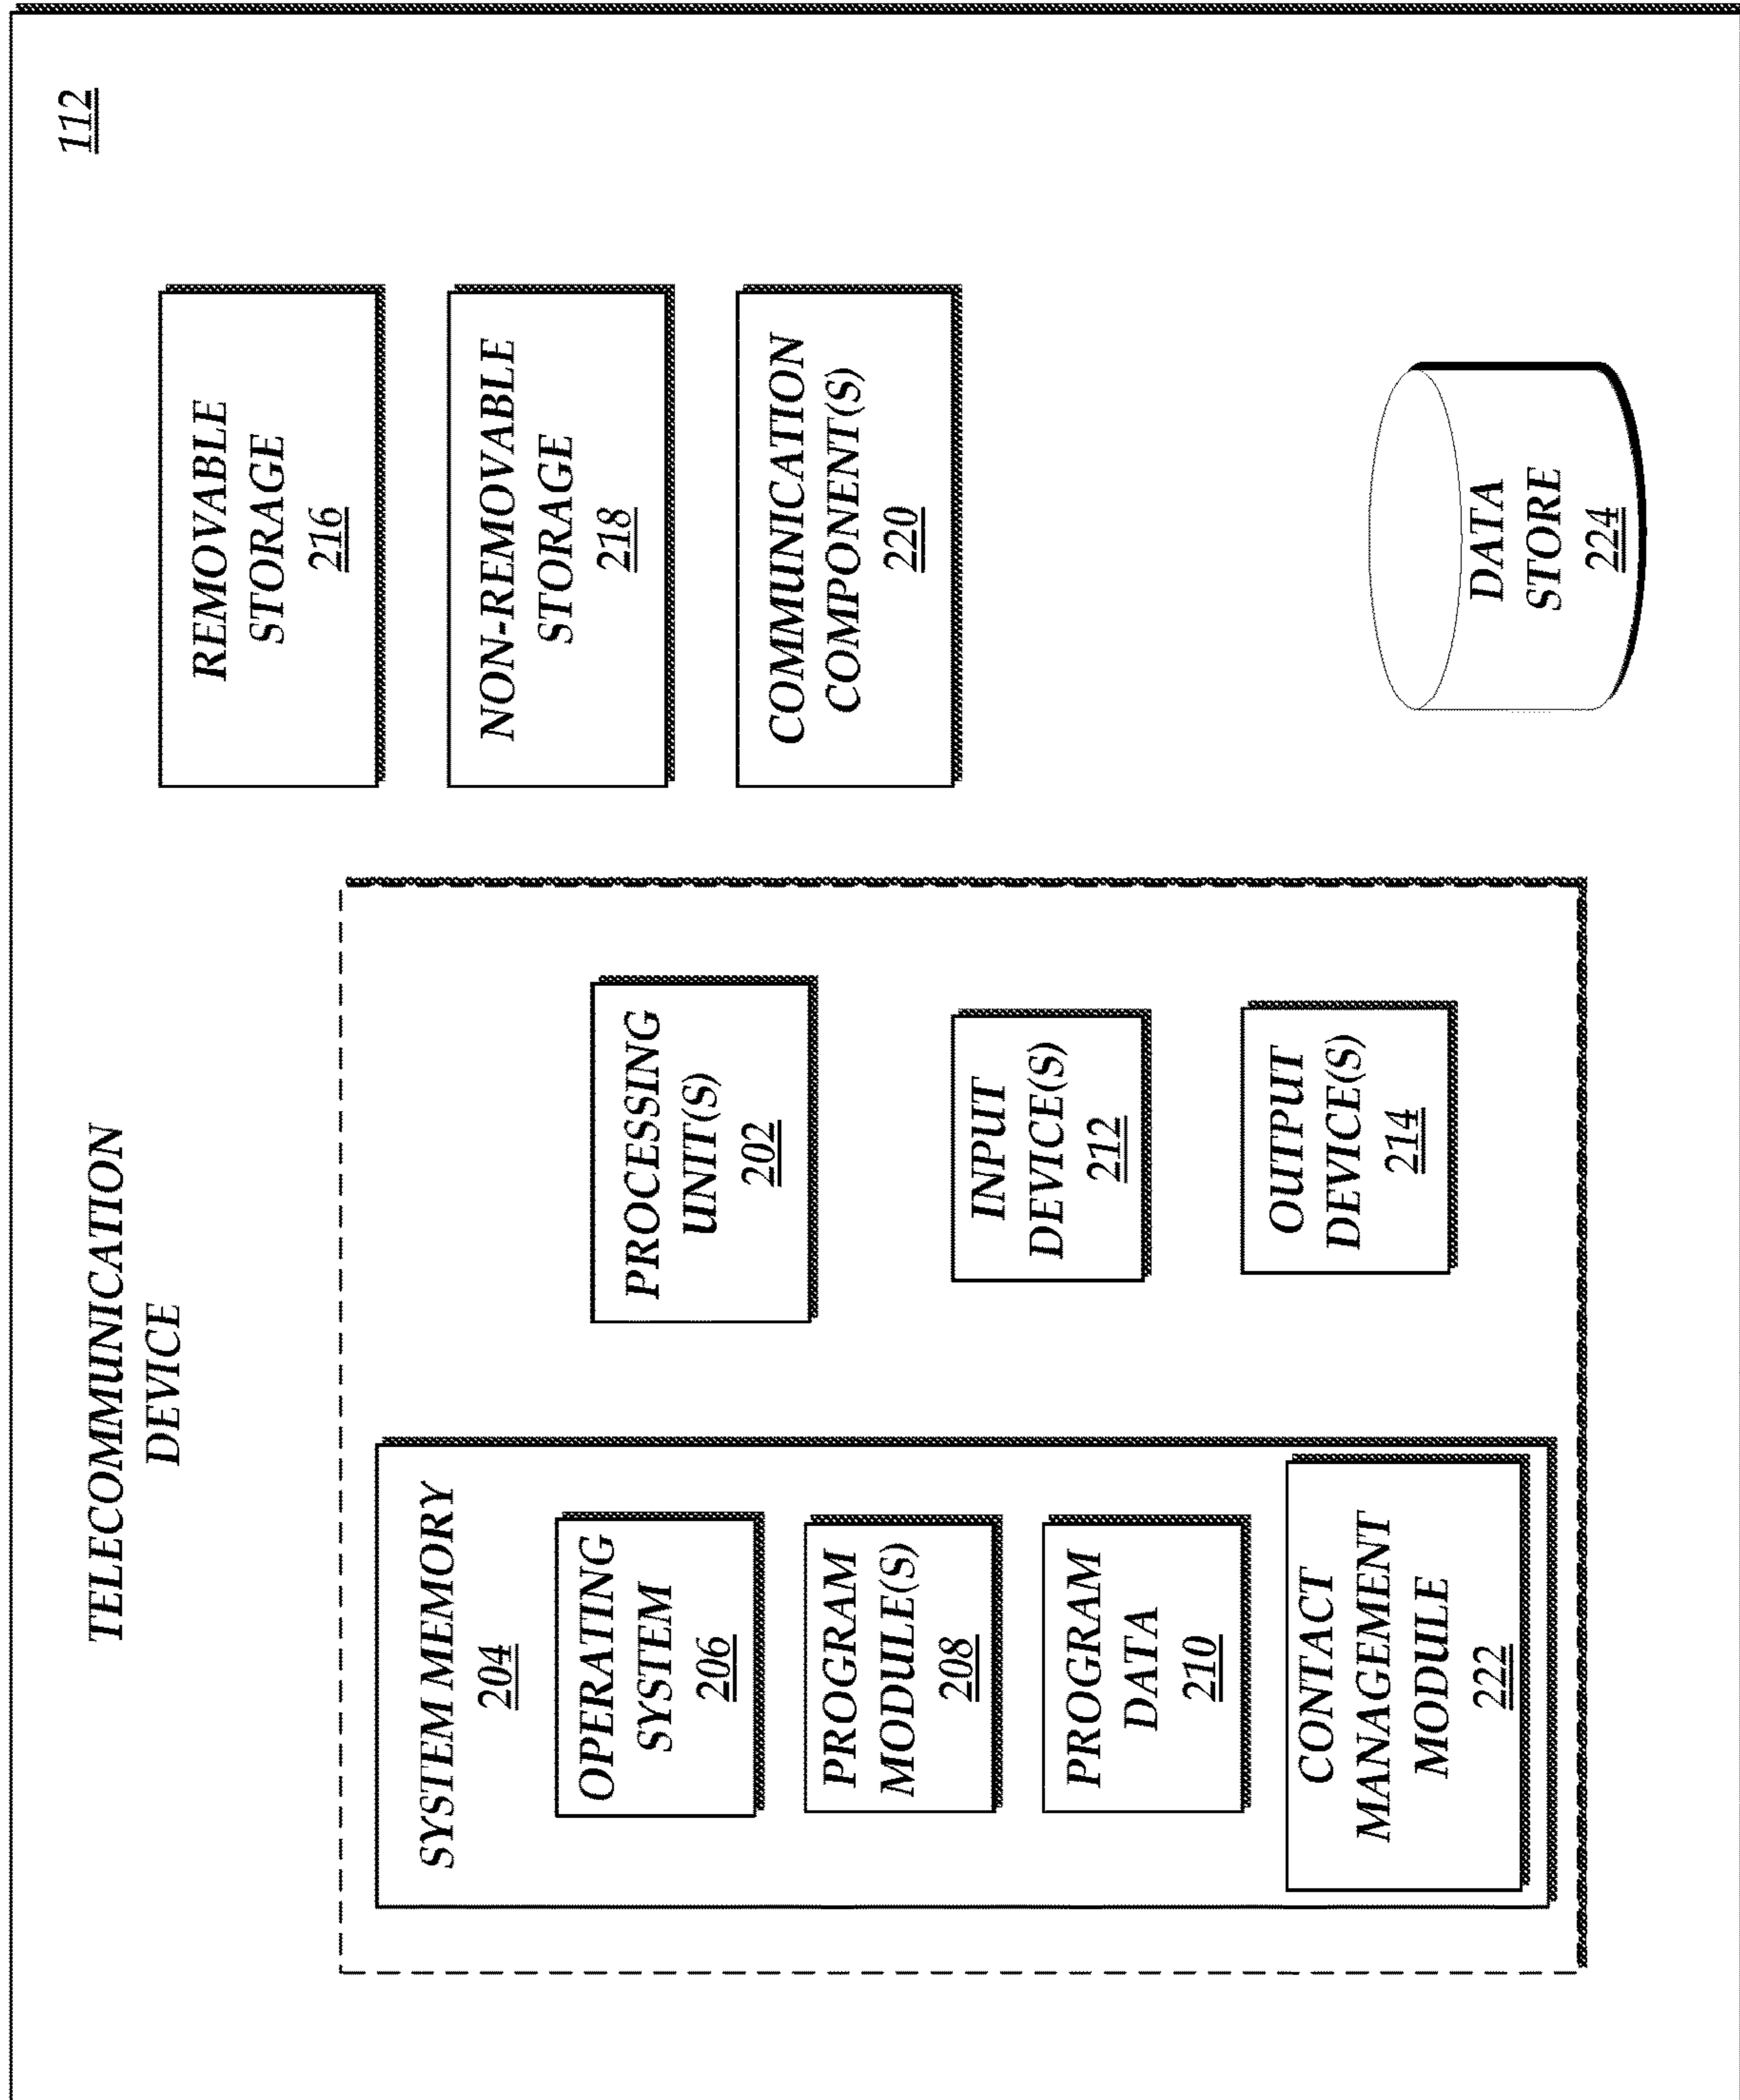 TELECOMMUNICATION
DEVICE
112
SYSTEM MEMORY
204
OPERATING
SYSTEM
206
PROGRAM
MODULE(S)
208
PROGRAM
DATA
210
CONTACT
MANAGEMENT
MODULE
222
PROCESSING
UNIT(S)
202
INPUT
DEVICE(S)
212
OUTPUT
DEVICE(S)
214
REMOVABLE
STORAGE
216
NON-REMOVABLE
STORAGE
218
COMMUNICATION
COMPONENT(S)
220
DATA
STORE
224